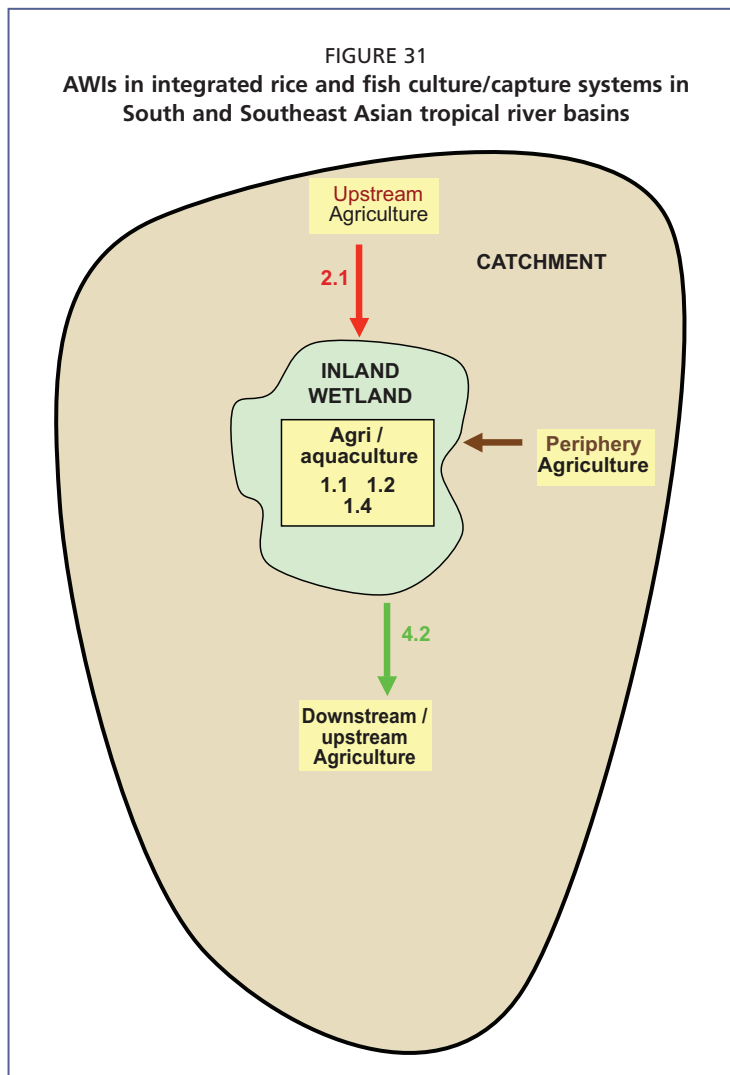 FIGURE 31
AWIs in integrated rice and fish culture/capture systems in
South and Southeast Asian tropical river basins
Upstream
Agriculture
CATCHMENT
2.1
INLAND
WETLAND
Agri /
aquaculture
1.1 1.2
1.4
Periphery
Agriculture
4.2
Downstream /
upstream
Agriculture